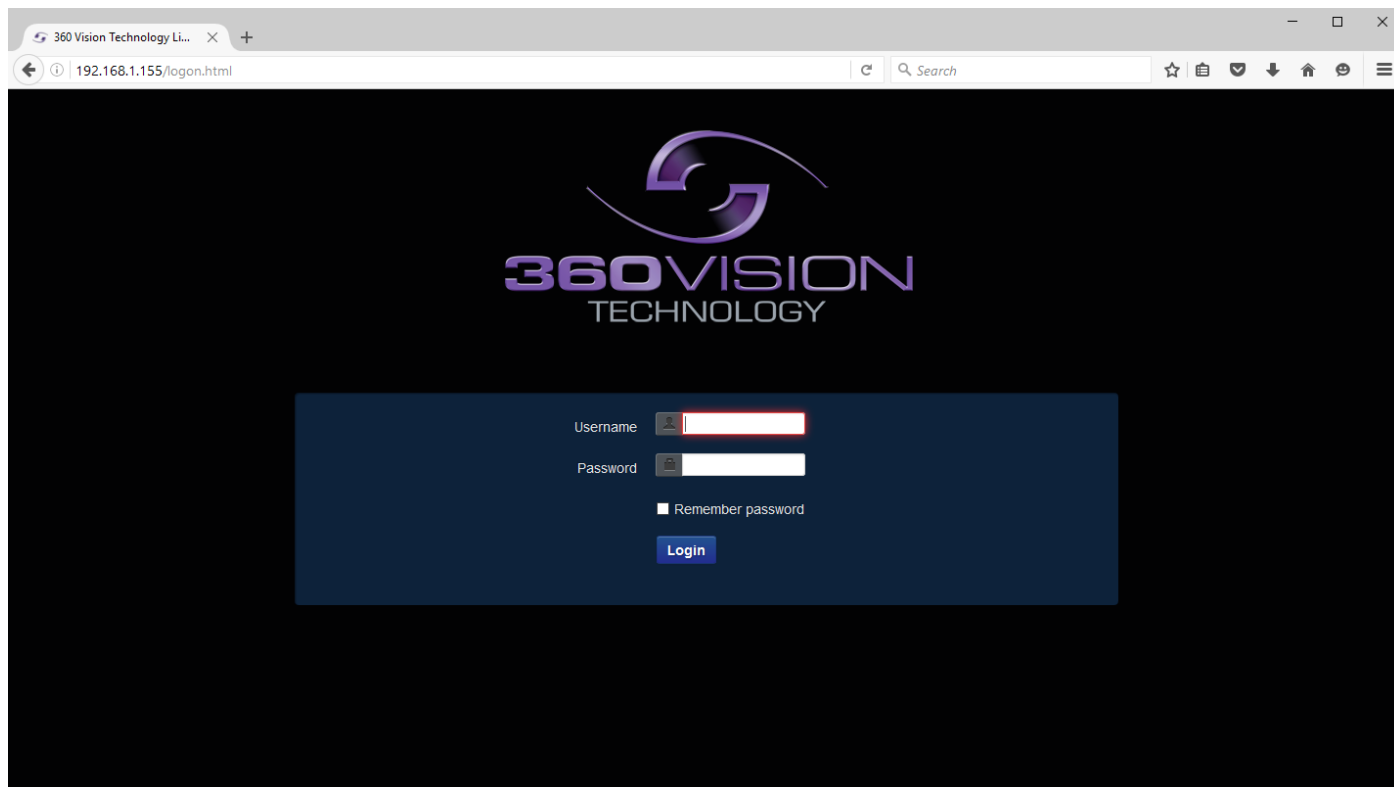 360 Vision Technology Li...
192.168.1.155/logon.html
Search
360VISION
TECHNOLOGY
Username
Password
Remember password
Login